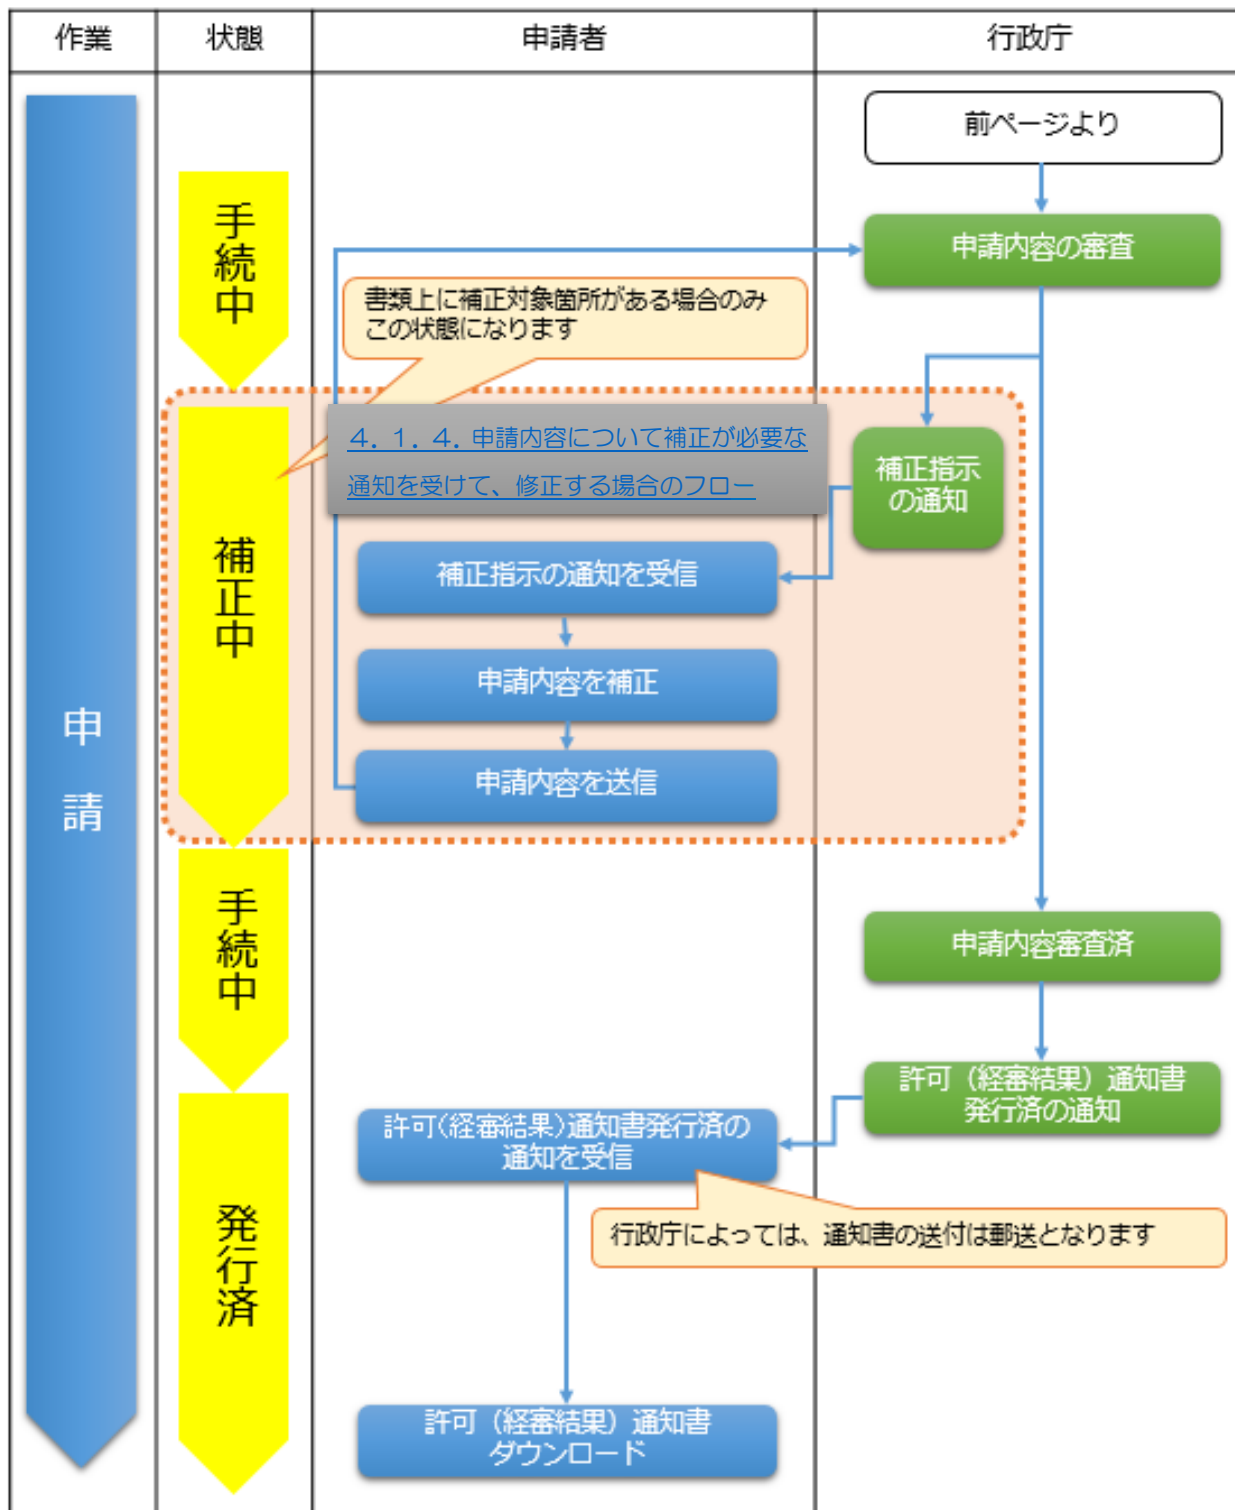 作業
状態
申請者
行政庁
前ページより
申請内容の審査
手続中
書類上に補正対象箇所がある場合のみ
この状態になります
4．1．4．申請内容について補正が必要な
通知を受けて、修正する場合のフロー
補正指示
の通知
補正指示の通知を受信
補正中
申請内容を補正
申請
申請内容を送信
手続中
申請内容審査済
許可（経審結果）通知書
発行済の通知
許可(経審結果)通知書発行済の
通知を受信
行政庁によっては、通知書の送付は郵送となります
発行済
許可（経審結果）通知書
ダウンロード